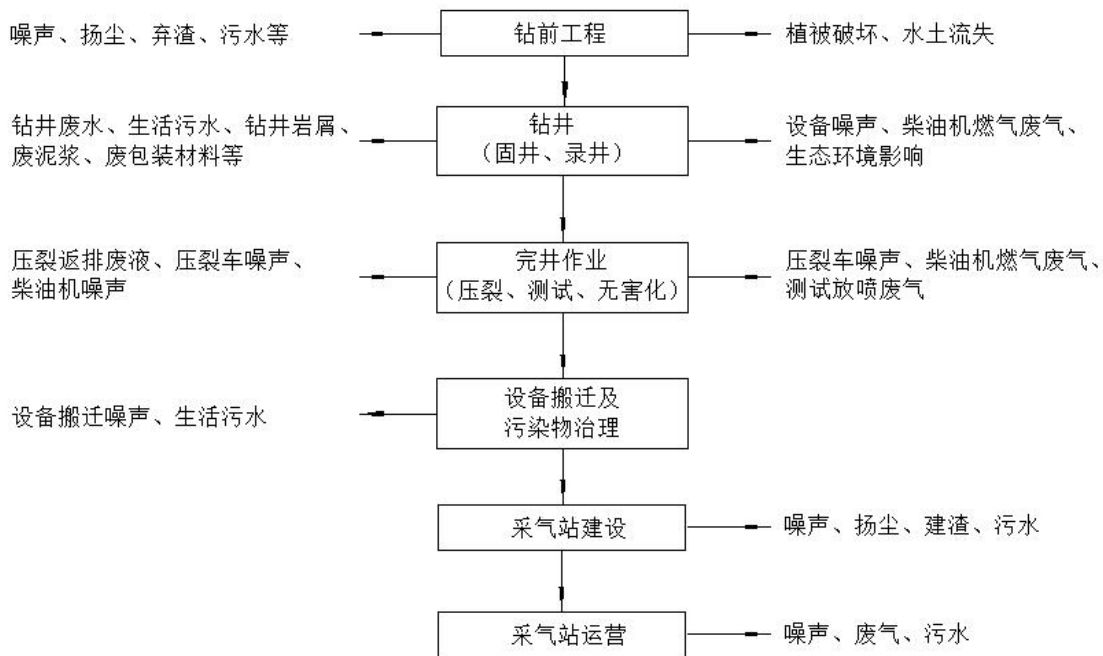 噪声、扬尘、弃渣、污水等
钻前工程
植被破坏、水土流失
钻井废水、生活污水、钻井岩屑、
废泥浆、废包装材料等
钻井
（固井、录井）
设备噪声、柴油机燃气废气、
生态环境影响
压裂返排废液、压裂车噪声、
柴油机噪声
完井作业
（压裂、测试、无害化）
压裂车噪声、柴油机燃气废气、
测试放喷废气
设备搬迁噪声、生活污水
设备搬迁及
污染物治理
采气站建设
噪声、扬尘、建渣、污水
采气站运营
噪声、废气、污水